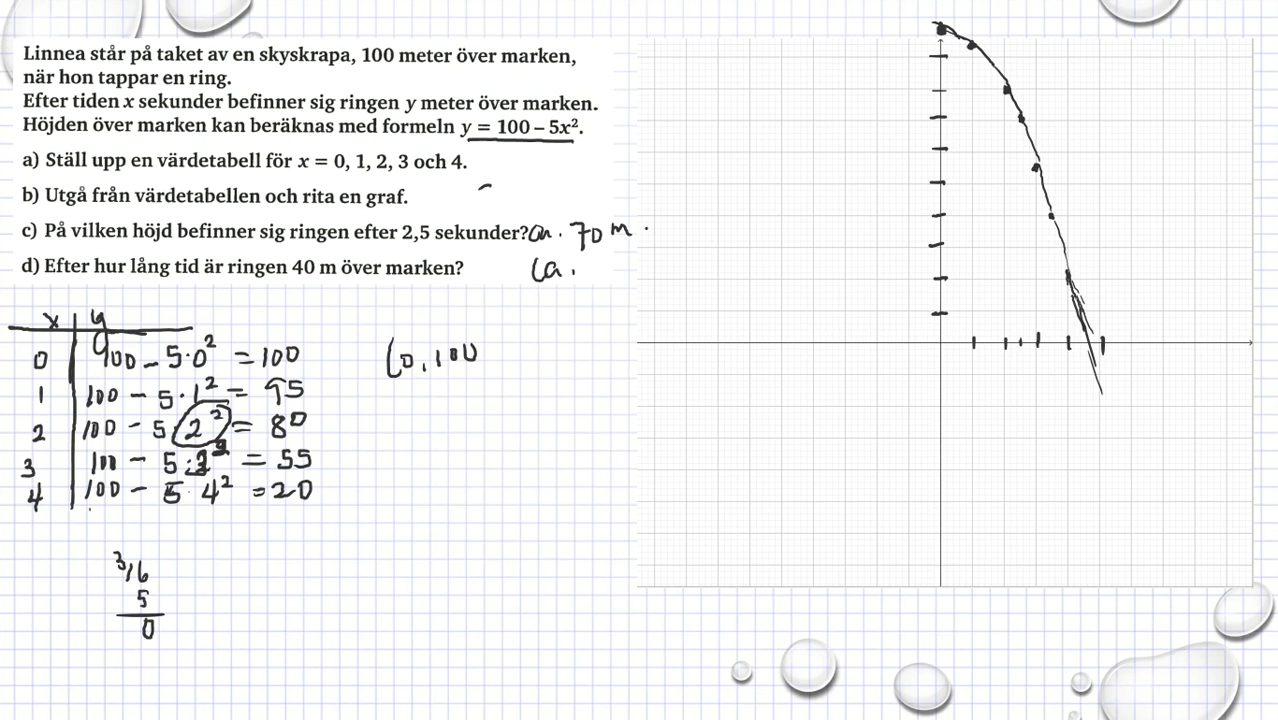 Linnea står på taket av en skyskrapa, 100 meter över marken,
när hon tappar en ring.
Efter tiden x sekunder befinner sig ringen y meter över marken.
Höjden över marken kan beräknas med formeln y = 100 – 5x².
a) Ställ upp en värdetabell för x = 0, 1, 2, 3 och 4.
b) Utgå från värdetabellen och rita en graf.
c) På vilken höjd befinner sig ringen efter 2,5 sekunder? Ca. 70 m.
d) Efter hur lång tid är ringen 40 m över marken? Ca.
x y
0 100 - 5·0² = 100 (0,100
1 100 - 5·1² = 95
2 100 - 5 2² = 80
3 100 - 5·3² = 55
4 100 - 5·4² = 20
3
16
5
0